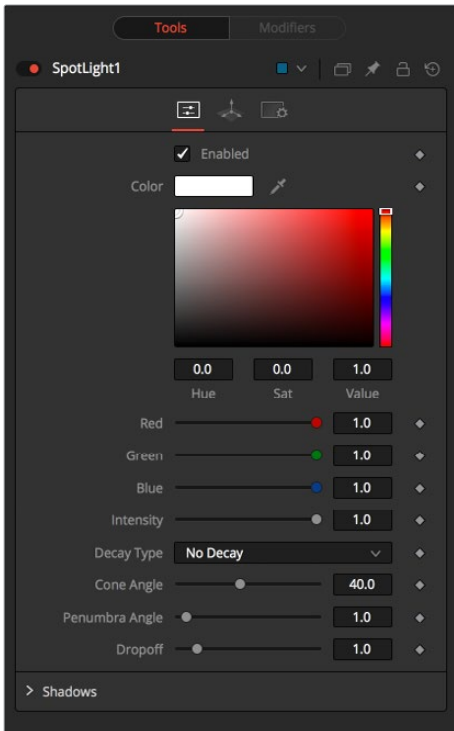 Tools Modifiers
SpotLight1
Enabled
Color
0.0 0.0 1.0
Hue Sat Value
Red 1.0
Green 1.0
Blue 1.0
Intensity 1.0
Decay Type No Decay
Cone Angle 40.0
Penumbra Angle 1.0
Dropoff 1.0
Shadows